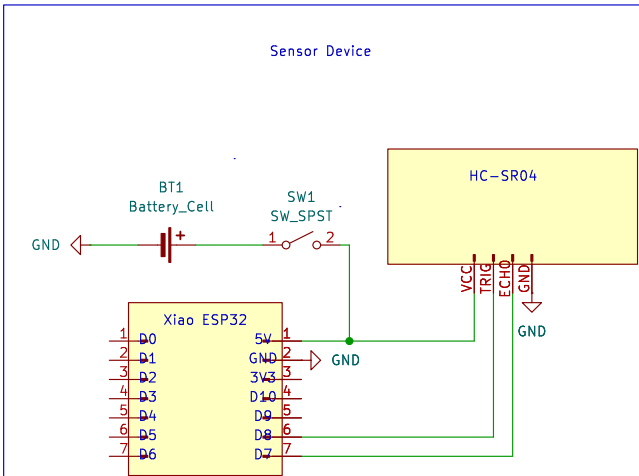 Sensor Device
HC-SR04
VCC
TRIG
ECHO
GND
GND
BT1
Battery_Cell
SW1
SW_SPST
GND
+
1
2
Xiao ESP32
1 D0 5V 1
2 D1 GND 2 GND
3 D2 3V3 3
4 D3 D10 4
5 D4 D9 5
6 D5 D8 6
7 D6 D7 7